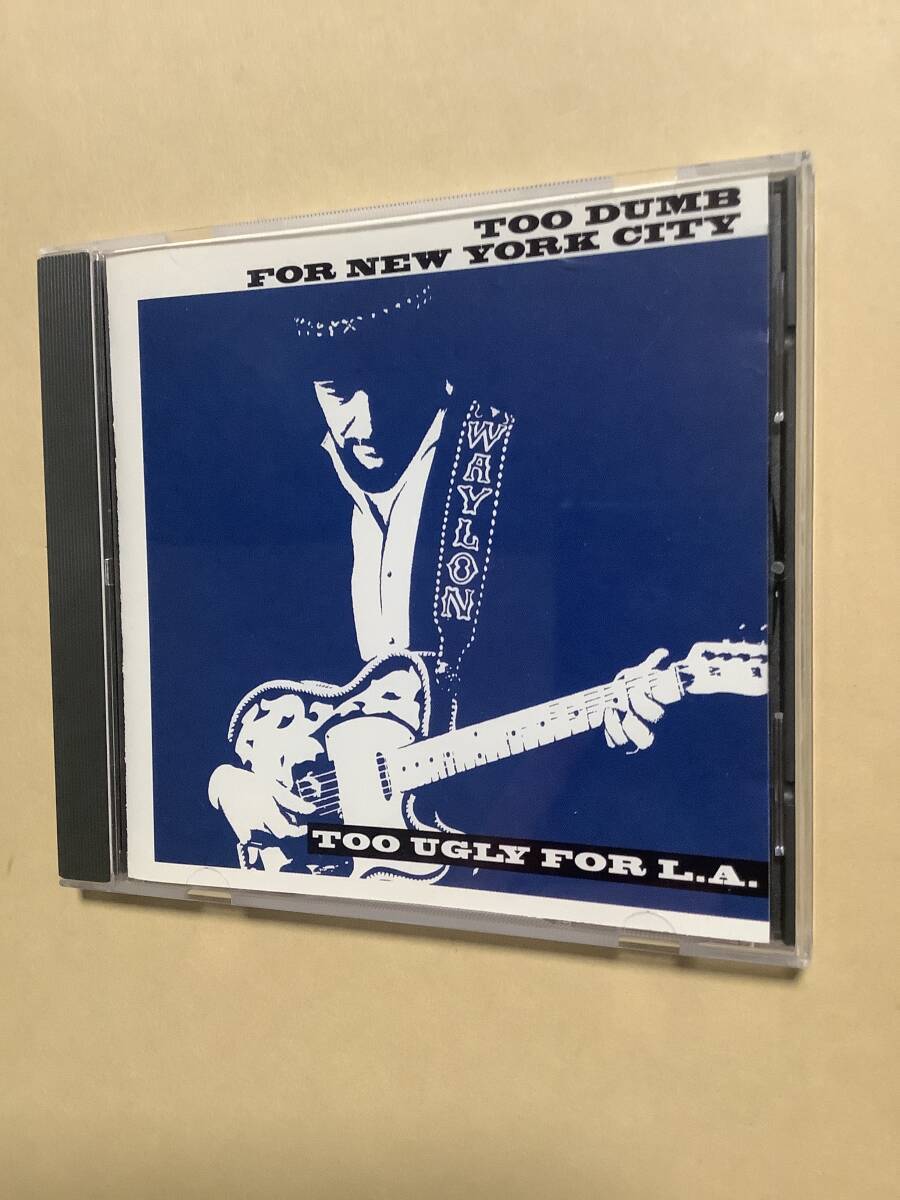 TOO DUMB
FOR NEW YORK CITY
WAYLON
TOO UGLY FOR L.A.